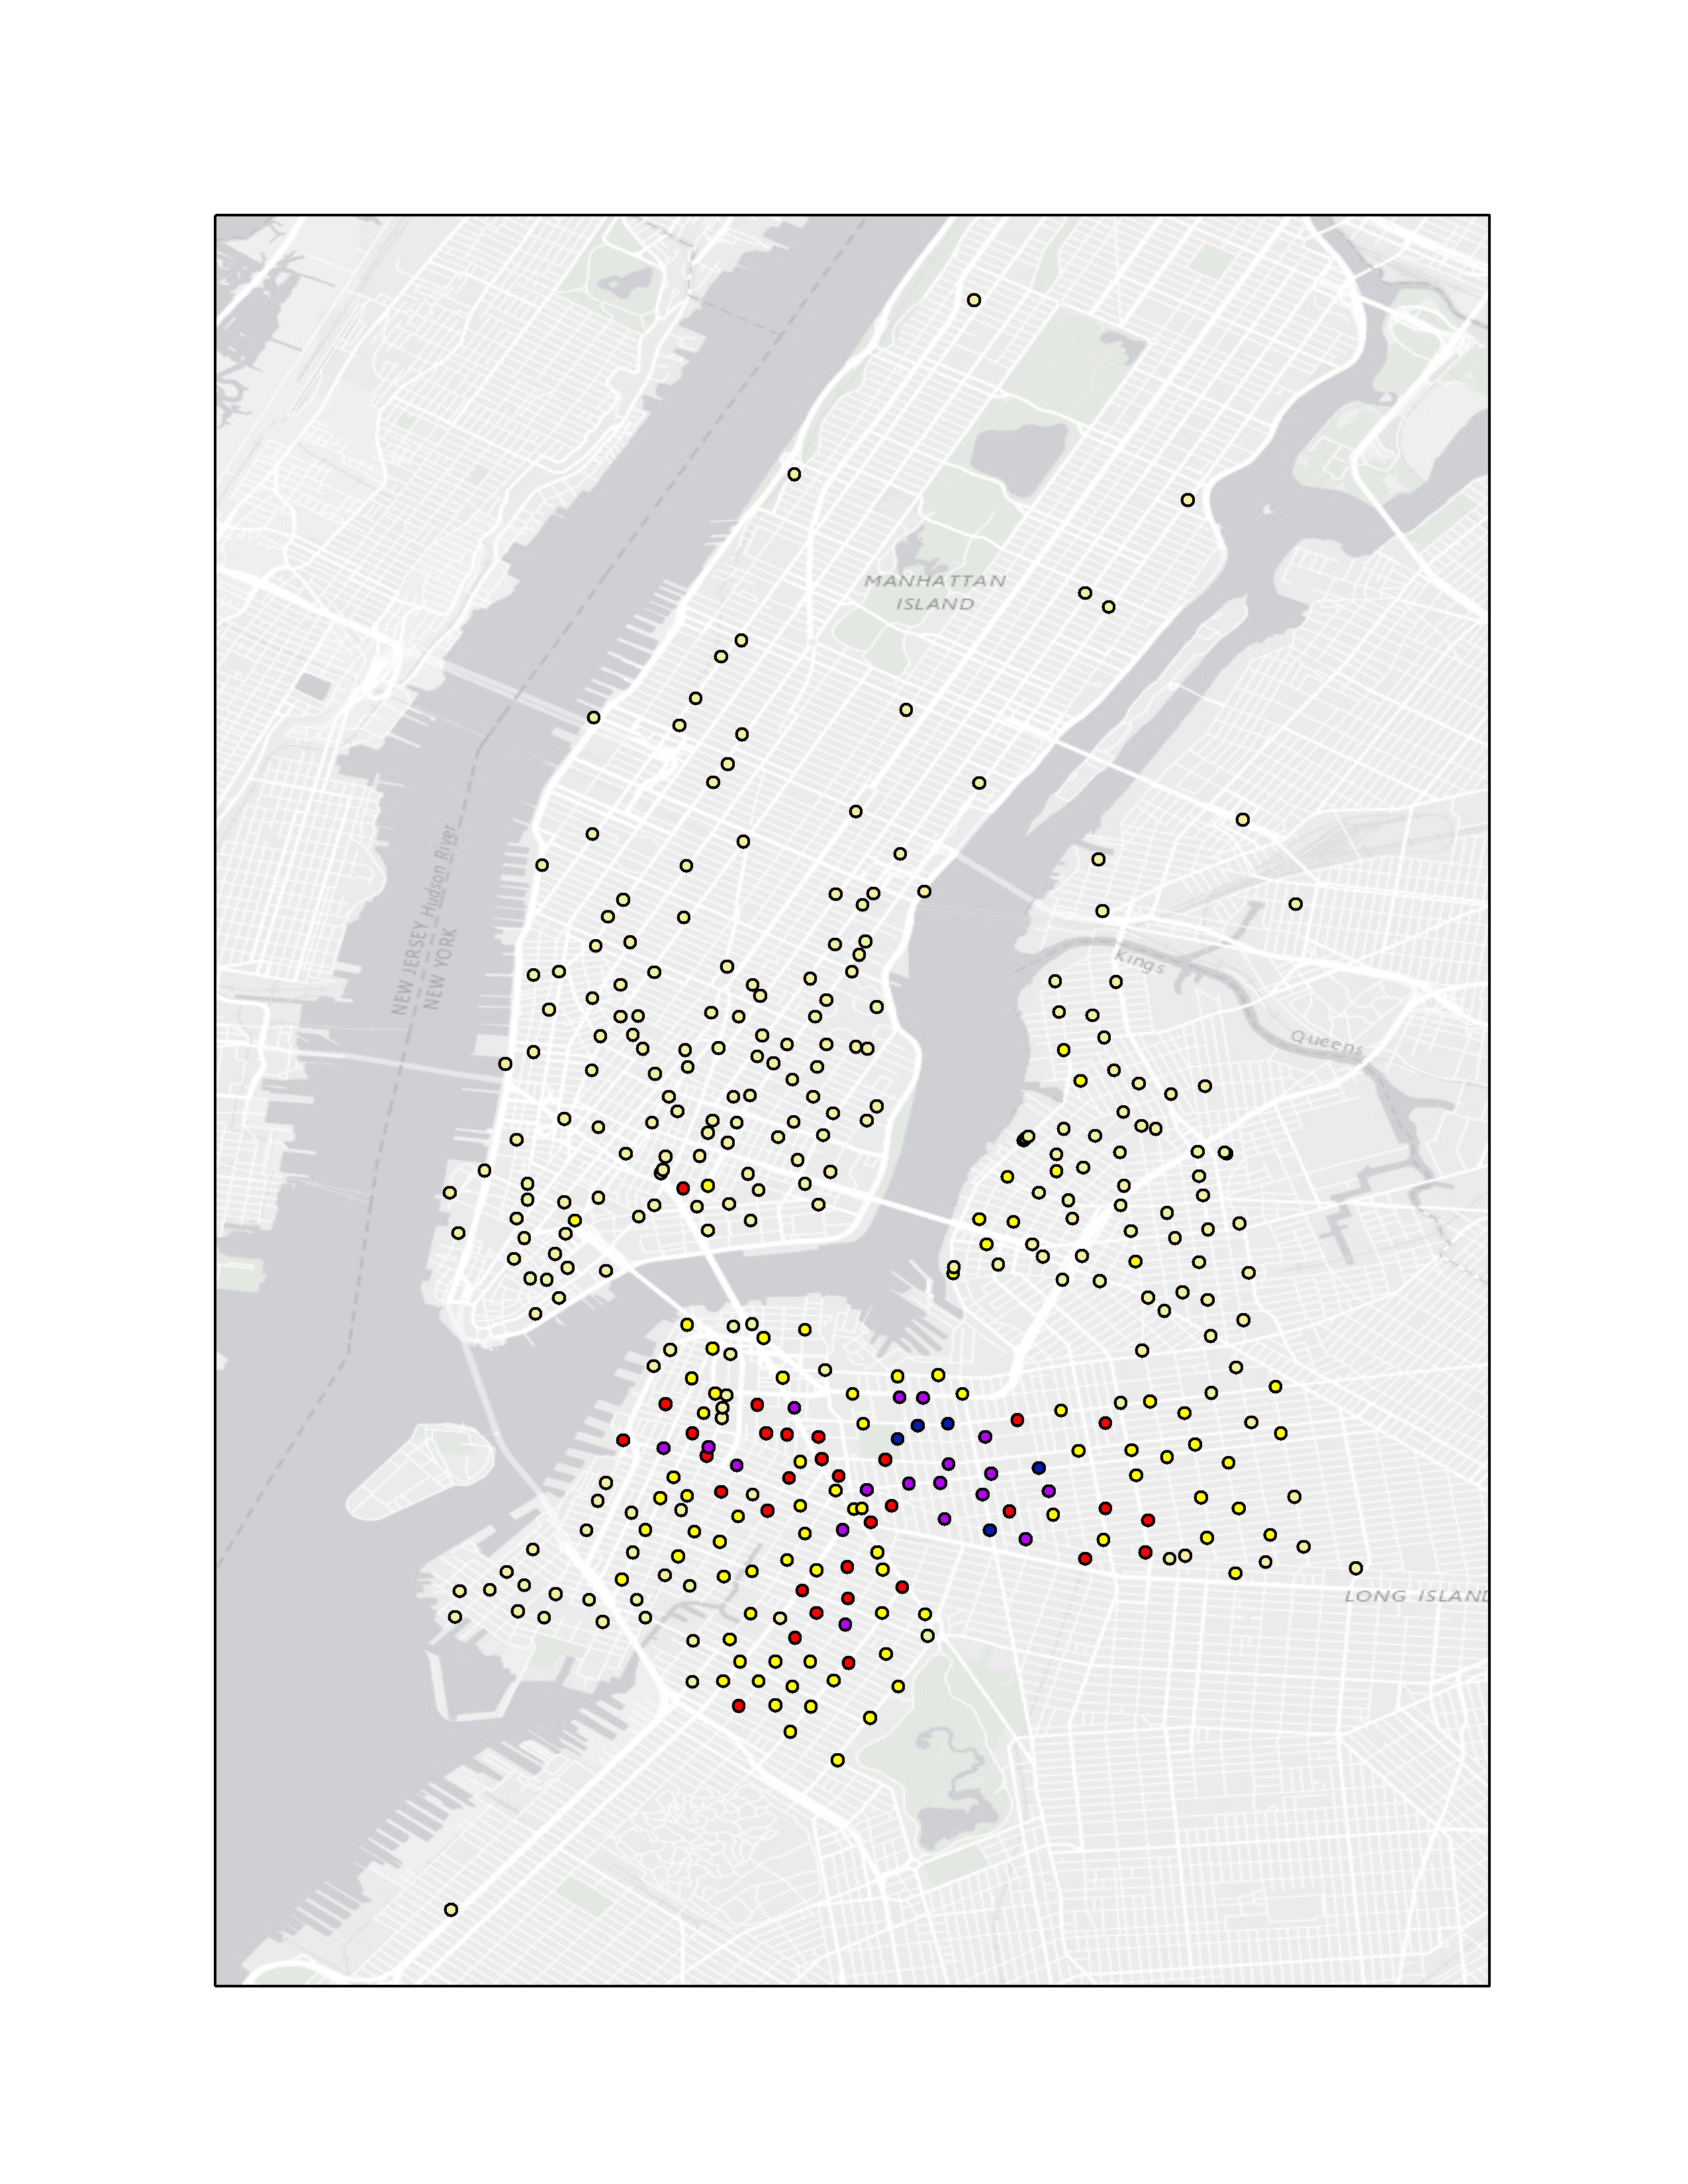 MANHATTAN
ISLAND
Hudson River
NEW JERSEY
NEW YORK
Kings
Queens
LONG ISLAND